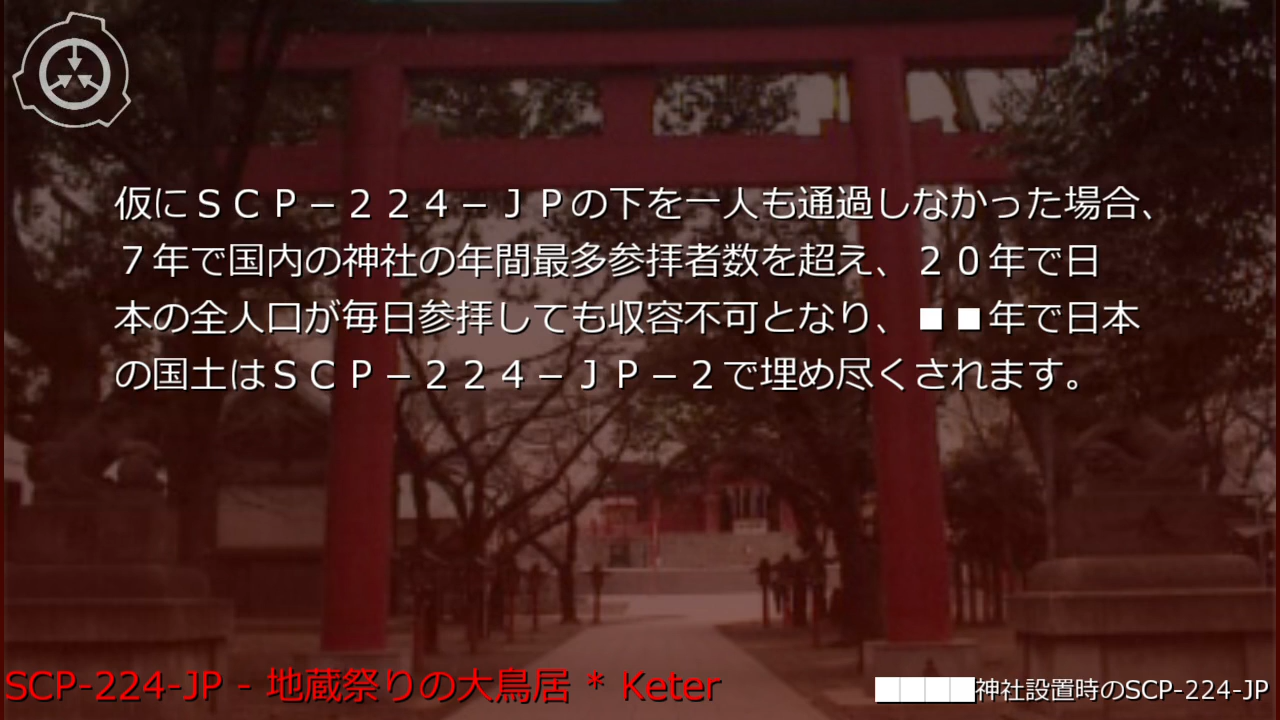 仮にＳＣＰ－２２４－ＪＰの下を一人も通過しなかった場合、
７年で国内の神社の年間最多参拝者数を超え、２０年で日
本の全人口が毎日参拝しても収容不可となり、■■年で日本
の国土はＳＣＰ－２２４－ＪＰ－２で埋め尽くされます。
SCP-224-JP - 地蔵祭りの大鳥居 * Keter
████神社設置時のSCP-224-JP